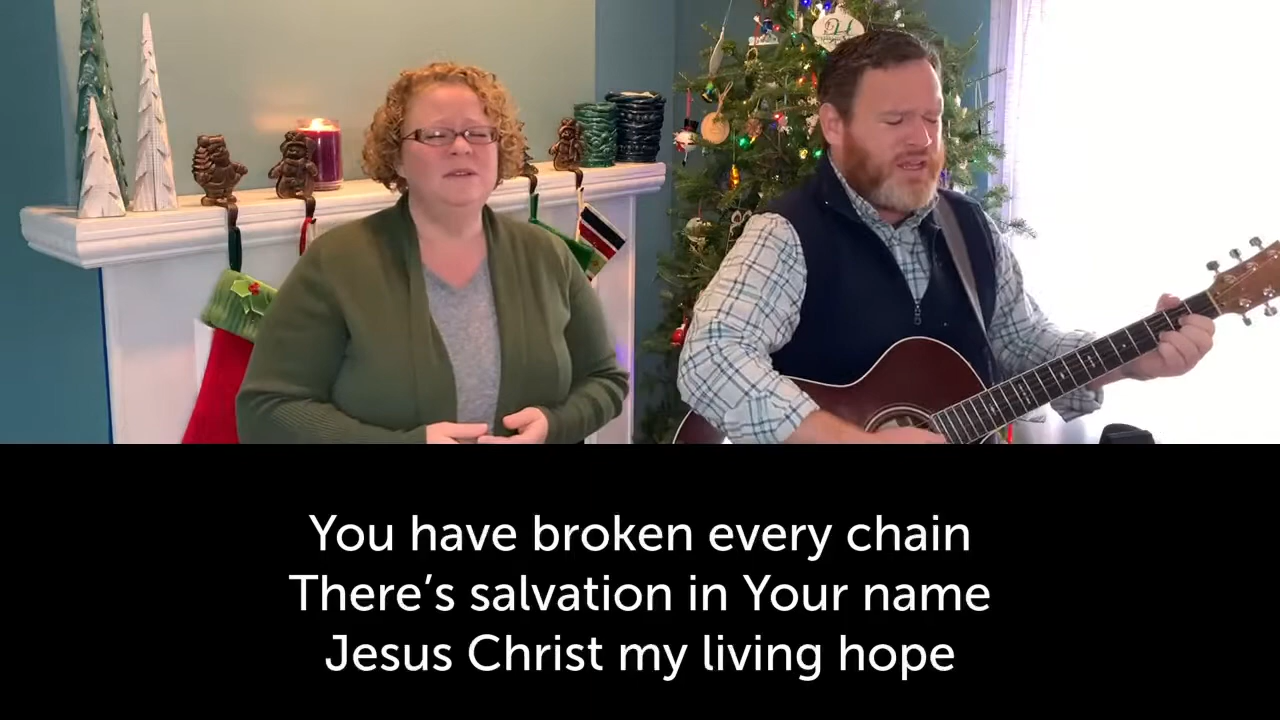 You have broken every chain
There’s salvation in Your name
Jesus Christ my living hope